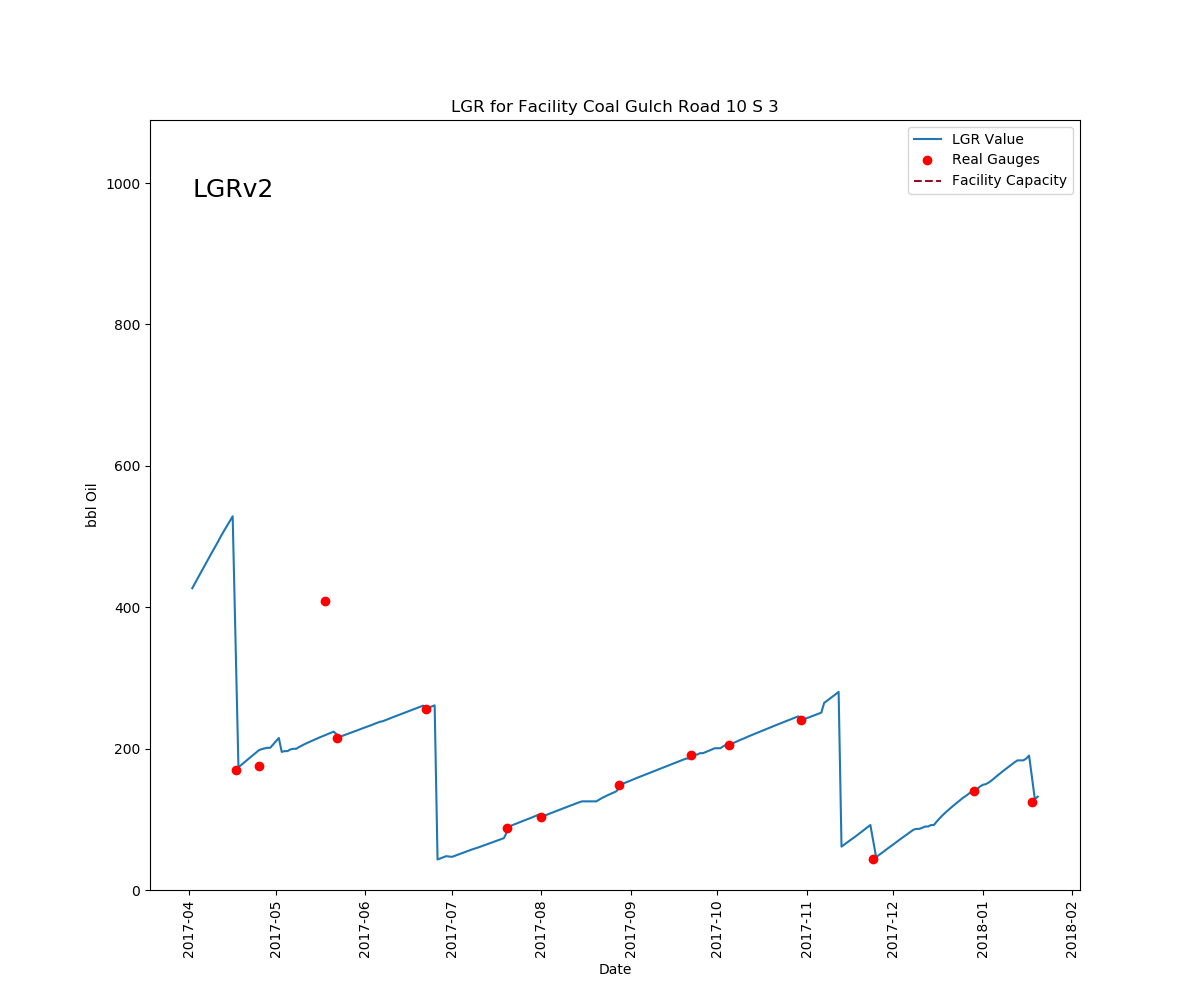 LGR for Facility Coal Gulch Road 10 S 3
LGRv2
LGR Value
Real Gauges
Facility Capacity
bbl Oil
1000
800
600
400
200
0
2017-04
2017-05
2017-06
2017-07
2017-08
2017-09
2017-10
2017-11
2017-12
2018-01
2018-02
Date